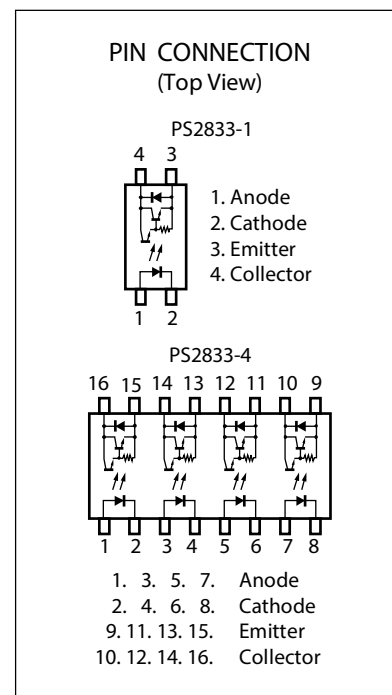 PIN CONNECTION
(Top View)
PS2833-1
4 3
1. Anode
2. Cathode
3. Emitter
4. Collector
1 2
PS2833-4
16 15 14 13 12 11 10 9
1 2 3 4 5 6 7 8
1. 3. 5. 7. Anode
2. 4. 6. 8. Cathode
9. 11. 13. 15. Emitter
10. 12. 14. 16. Collector